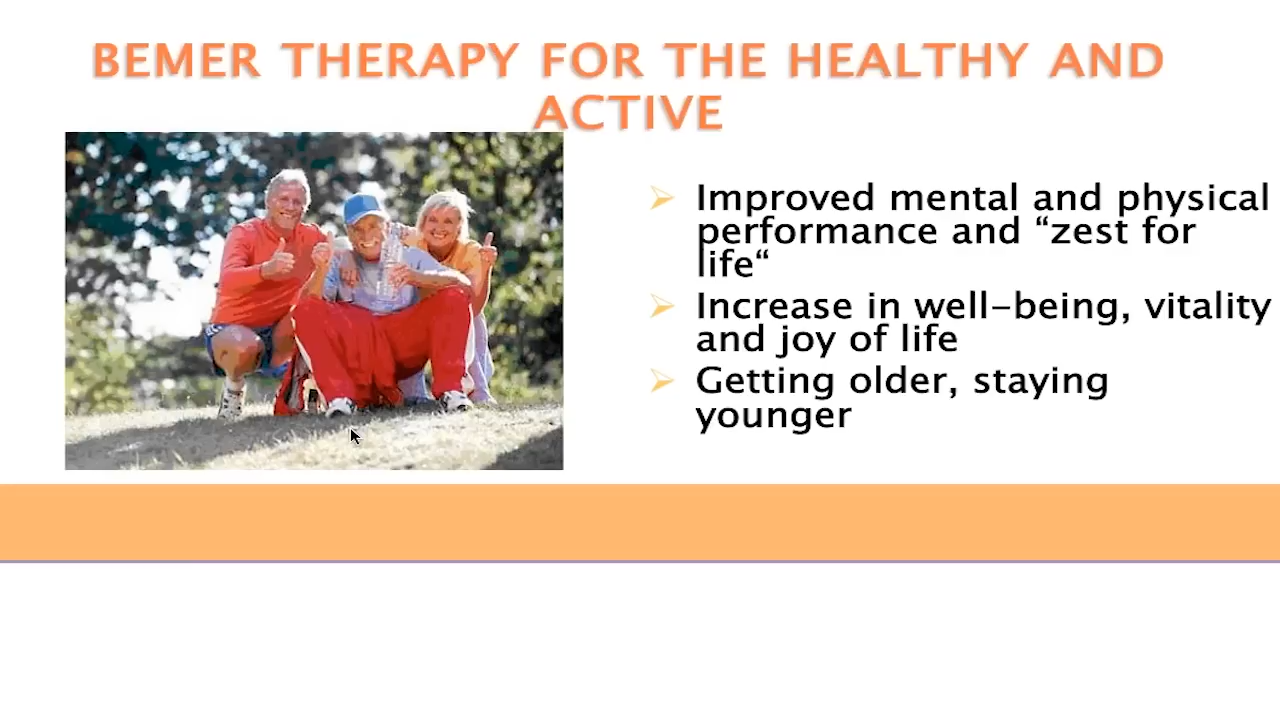 BEMER THERAPY FOR THE HEALTHY AND
ACTIVE
Improved mental and physical
performance and “zest for
life“
Increase in well-being, vitality
and joy of life
Getting older, staying
younger